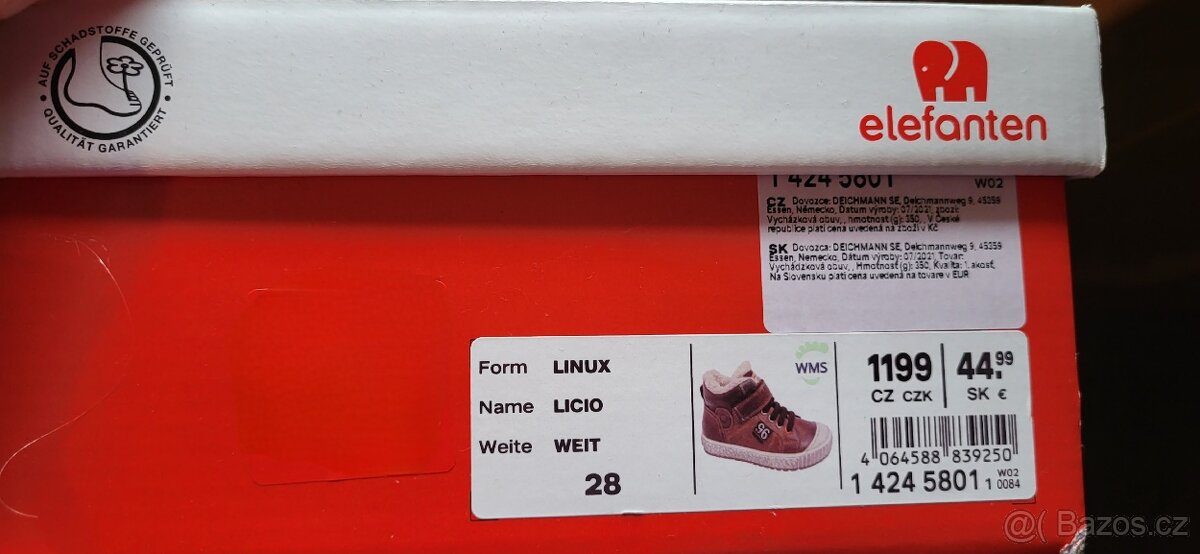 AUF SCHADSTOFFE GEPRÜFT
• QUALITÄT GARANTIERT •
elefanten
1 424 5801 W02
CZ Dovozce: DEICHMANN SE, Deichmannweg 9, 45359
Essen, Německo, Datum výroby: 07/2021, zboží:
Vycházková obuv, , hmotnost (g): 350, , V České
republice platí cena uvedená na zboží v Kč
SK Dovozca: DEICHMANN SE, Deichmannweg 9, 45359
Essen, Nemecko, Dátum výroby: 07/2021, Tovar:
Vychádzková obuv, , Hmotnosť (g): 350, Kvalita: 1. akosť,
Na Slovensku platí cena uvedená na tovare v EUR
Form LINUX
Name LICIO
Weite WEIT
28
96
WMS
1199
CZ CZK
44.99
SK €
4 064588 839250
1 424 5801 W02
1 0084
@( Bazos.cz